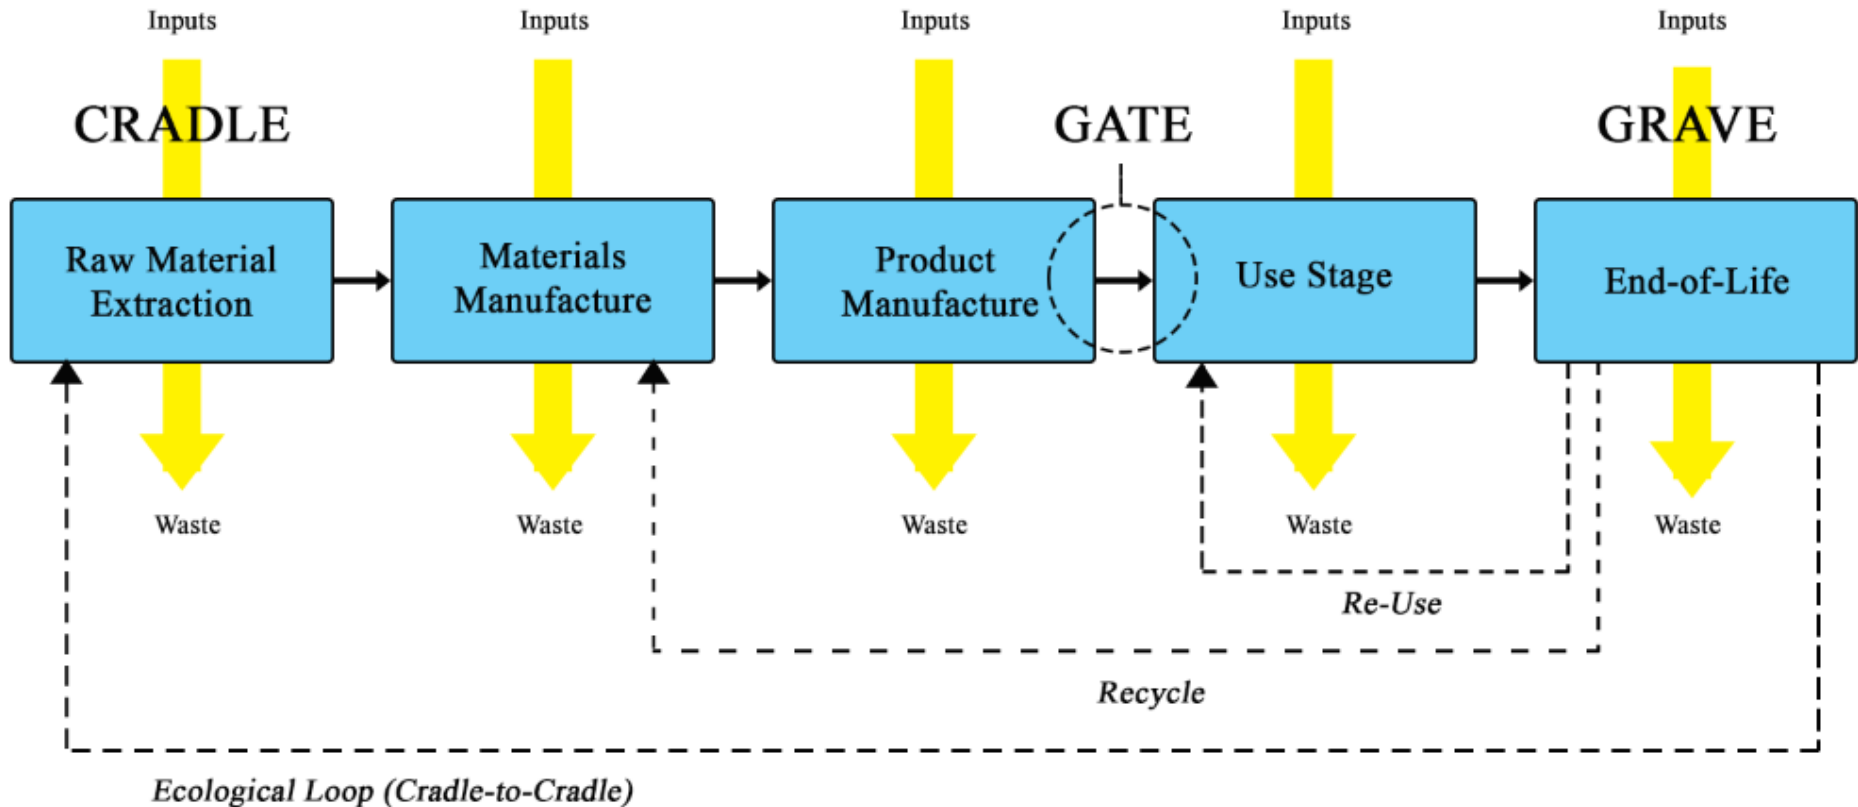 Inputs
Inputs
Inputs
Inputs
Inputs
CRADLE
GATE
GRAVE
Raw Material
Extraction
Materials
Manufacture
Product
Manufacture
Use Stage
End-of-Life
Waste
Waste
Waste
Waste
Waste
Re-Use
Recycle
Ecological Loop (Cradle-to-Cradle)